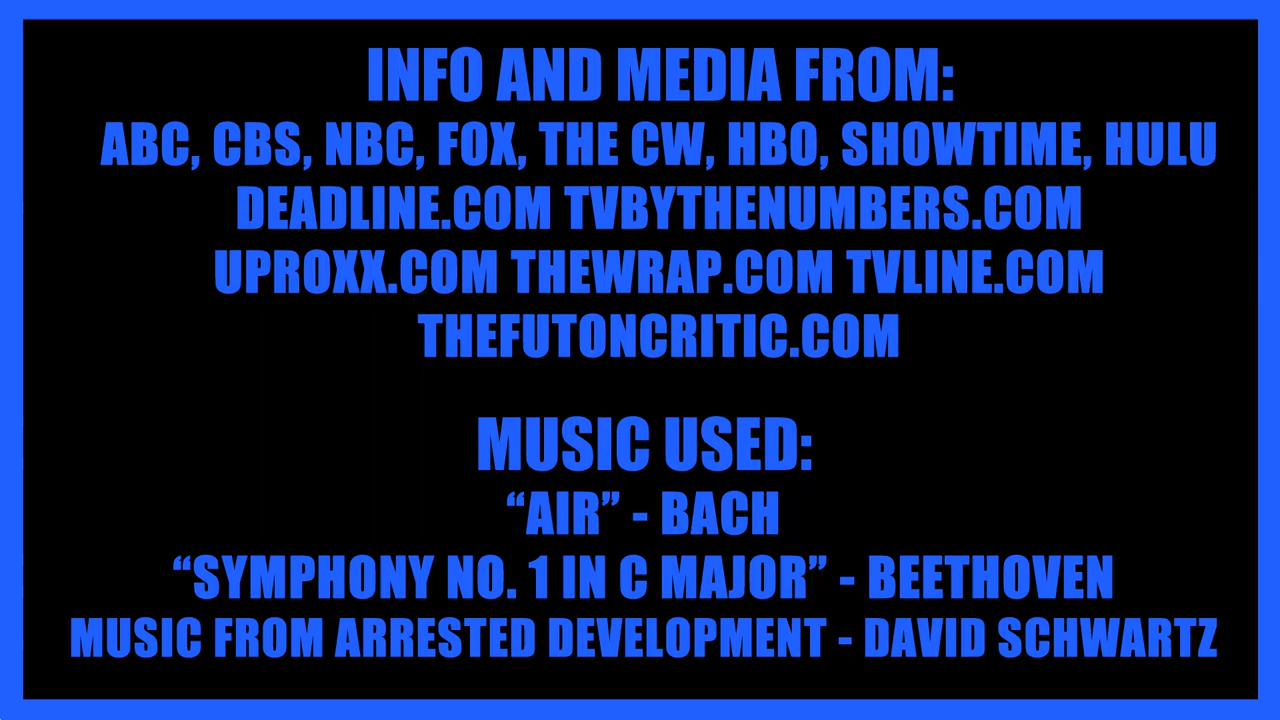 INFO AND MEDIA FROM:
ABC, CBS, NBC, FOX, THE CW, HBO, SHOWTIME, HULU
DEADLINE.COM TVBYTHENUMBERS.COM
UPROXX.COM THEWRAP.COM TVLINE.COM
THEFUTONCRITIC.COM
MUSIC USED:
“AIR” - BACH
“SYMPHONY NO. 1 IN C MAJOR” - BEETHOVEN
MUSIC FROM ARRESTED DEVELOPMENT - DAVID SCHWARTZ